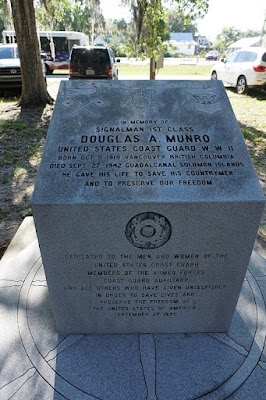 IN MEMORY OF
SIGNALMAN 1ST CLASS
DOUGLAS A. MUNRO
UNITED STATES COAST GUARD W W II
BORN OCT 11 1919 VANCOUVER BRITISH COLUMBIA
DIED SEPT 27 1942 GUADALCANAL SOLOMON ISLANDS
HE GAVE HIS LIFE TO SAVE HIS COUNTRYMEN
AND TO PRESERVE OUR FREEDOM
DEDICATED TO THE MEN AND WOMEN OF THE
UNITED STATES COAST GUARD
MEMBERS OF THE ARMED FORCES
COAST GUARD AUXILIARY
AND ALL OTHERS WHO HAVE GIVEN UNSELFISHLY
IN ORDER TO SAVE LIVES AND
PRESERVE THE FREEDOM OF
THE UNITED STATES OF AMERICA